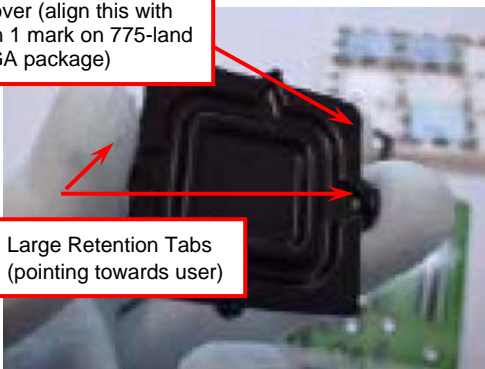 over (align this with
n 1 mark on 775-land
GA package)
Large Retention Tabs
(pointing towards user)